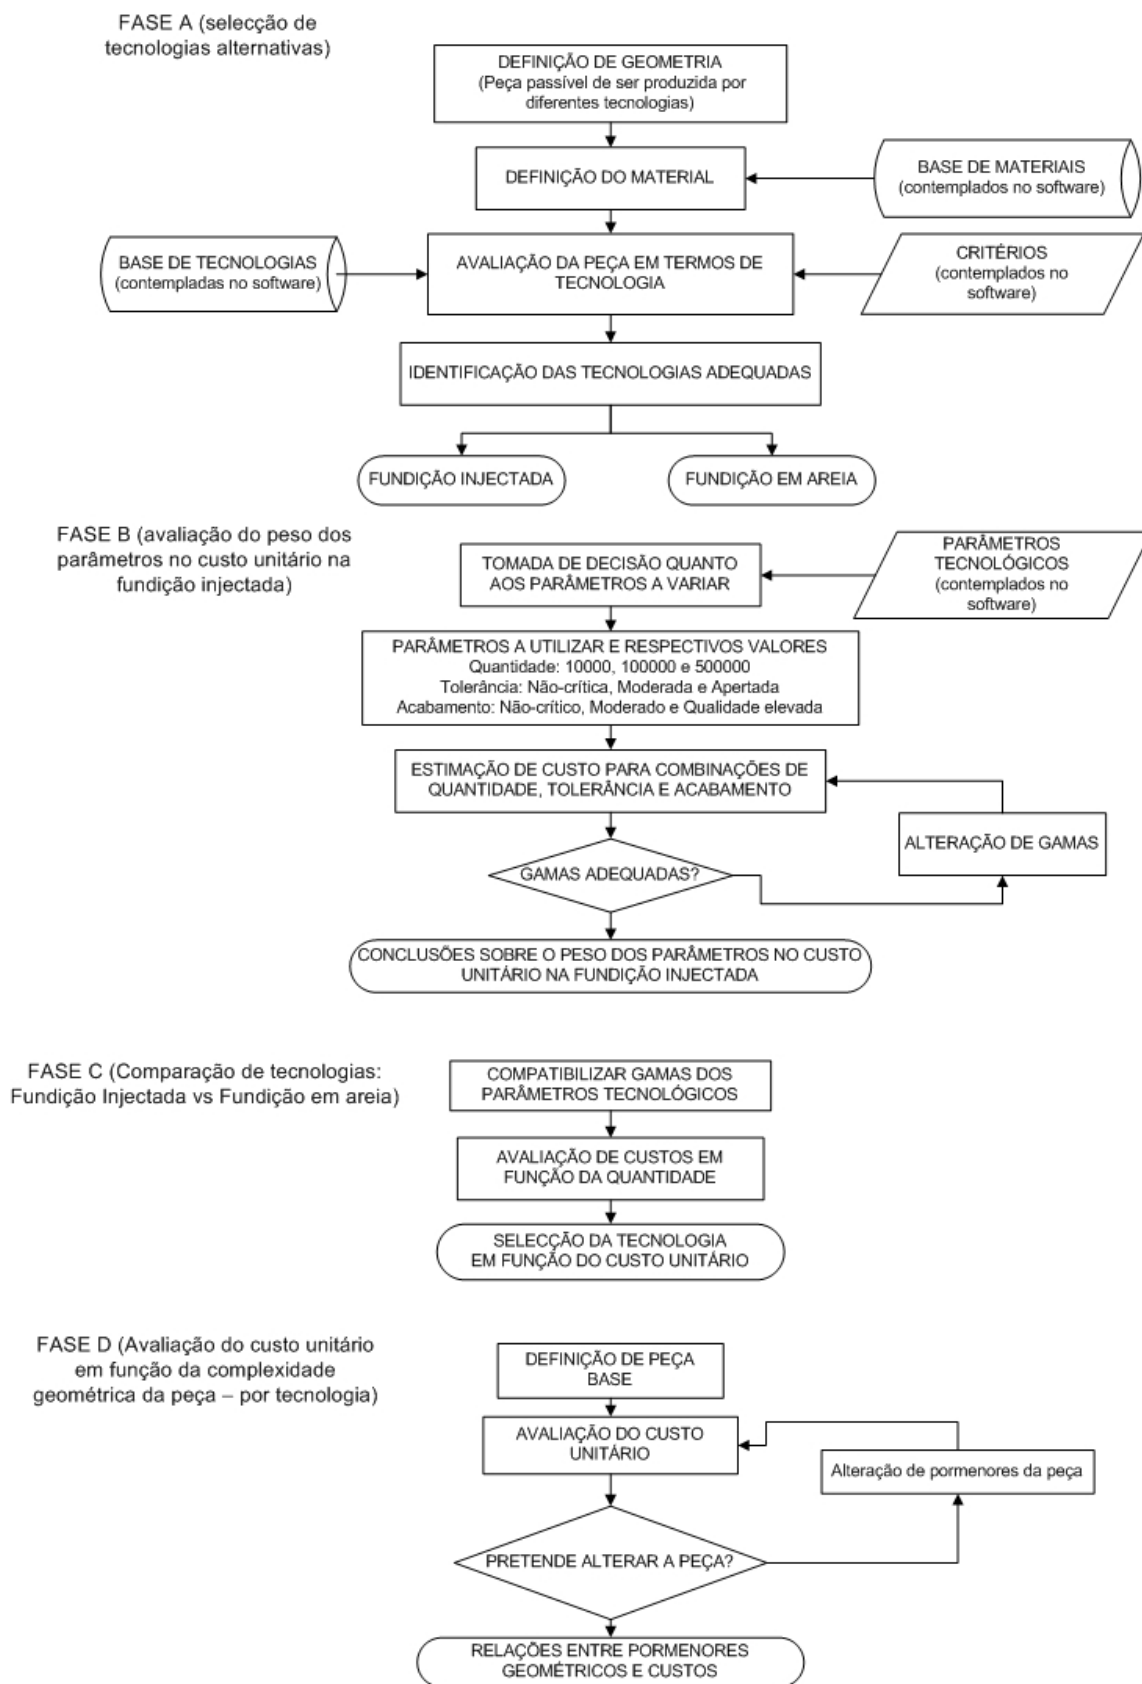 FASE A (selecção de
tecnologias alternativas)
DEFINIÇÃO DE GEOMETRIA
(Peça passível de ser produzida por
diferentes tecnologias)
DEFINIÇÃO DO MATERIAL
BASE DE MATERIAIS
(contemplados no software)
BASE DE TECNOLOGIAS
(contempladas no software)
AVALIAÇÃO DA PEÇA EM TERMOS DE
TECNOLOGIA
CRITÉRIOS
(contemplados no
software)
IDENTIFICAÇÃO DAS TECNOLOGIAS ADEQUADAS
FUNDIÇÃO INJECTADA
FUNDIÇÃO EM AREIA
FASE B (avaliação do peso dos
parâmetros no custo unitário na
fundição injectada)
TOMADA DE DECISÃO QUANTO
AOS PARÂMETROS A VARIAR
PARÂMETROS
TECNOLÓGICOS
(contemplados no
software)
PARÂMETROS A UTILIZAR E RESPECTIVOS VALORES
Quantidade: 10000, 100000 e 500000
Tolerância: Não-crítica, Moderada e Apertada
Acabamento: Não-crítico, Moderado e Qualidade elevada
ESTIMAÇÃO DE CUSTO PARA COMBINAÇÕES DE
QUANTIDADE, TOLERÂNCIA E ACABAMENTO
ALTERAÇÃO DE GAMAS
GAMAS ADEQUADAS?
CONCLUSÕES SOBRE O PESO DOS PARÂMETROS NO CUSTO
UNITÁRIO NA FUNDIÇÃO INJECTADA
FASE C (Comparação de tecnologias:
Fundição Injectada vs Fundição em areia)
COMPATIBILIZAR GAMAS DOS
PARÂMETROS TECNOLÓGICOS
AVALIAÇÃO DE CUSTOS EM
FUNÇÃO DA QUANTIDADE
SELECÇÃO DA TECNOLOGIA
EM FUNÇÃO DO CUSTO UNITÁRIO
FASE D (Avaliação do custo unitário
em função da complexidade
geométrica da peça – por tecnologia)
DEFINIÇÃO DE PEÇA
BASE
AVALIAÇÃO DO CUSTO
UNITÁRIO
Alteração de pormenores da peça
PRETENDE ALTERAR A PEÇA?
RELAÇÕES ENTRE PORMENORES
GEOMÉTRICOS E CUSTOS